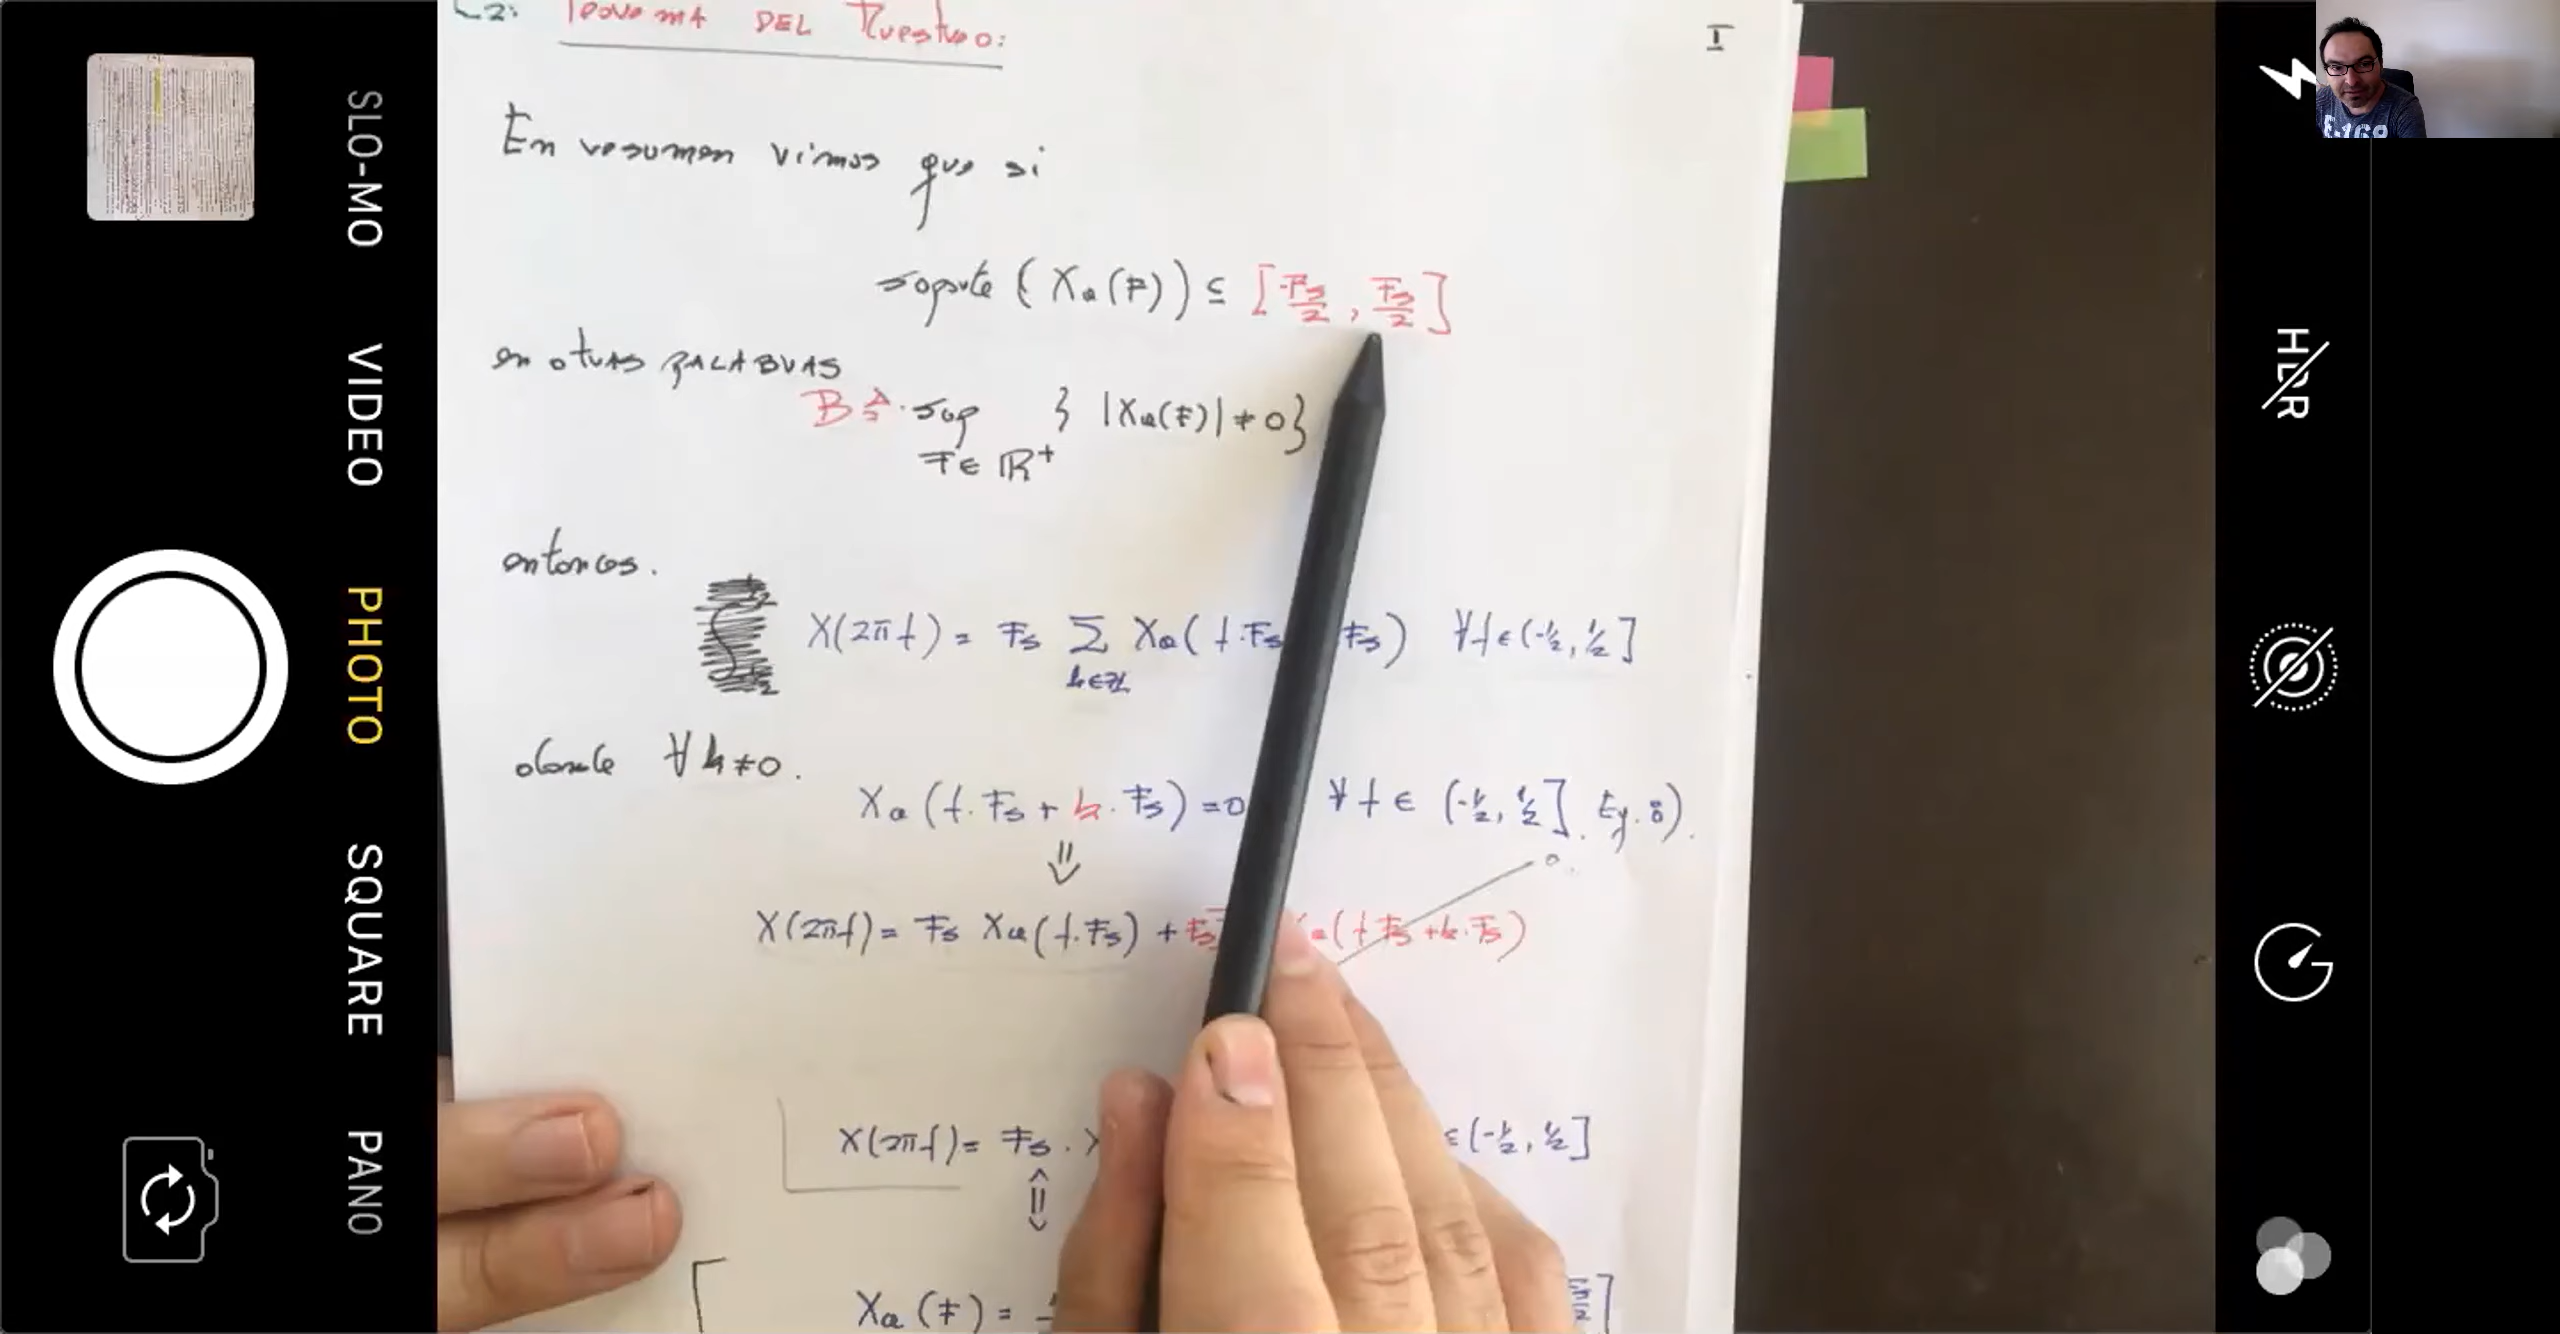 TEOREMA DEL Muestreo:
I
En resumen vimos que si
soporte (Xa(F)) ⊆ [-Fs/2, Fs/2]
en otras PALABRAS
B ≜ sup { |Xa(F)| ≠ 0}
F ∈ ℝ+
entonces.
X(2πf) = Fs Σ Xa( f.Fs Fs) ∀f ∈ (-1/2, 1/2]
k∈ℤ
donde ∀ k≠0.
Xa (f. Fs + k. Fs) =0 ∀ f ∈ (-1/2, 1/2]. Ej. 8).
⇓ 0.
X(2πf) = Fs Xa(f.Fs) + Fs a(f Fs +k.Fs)
X(2πf)= Fs . ∈ (-1/2, 1/2]
⇕
Xa (F) =
SLO-MO
VIDEO
PHOTO
SQUARE
PANO
HDR